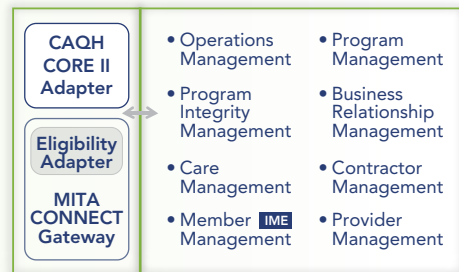 CAQH
CORE II
Adapter
Eligibility
Adapter
MITA
CONNECT
Gateway
• Operations
Management
• Program
Integrity
Management
• Care
Management
• Member IME
Management
• Program
Management
• Business
Relationship
Management
• Contractor
Management
• Provider
Management